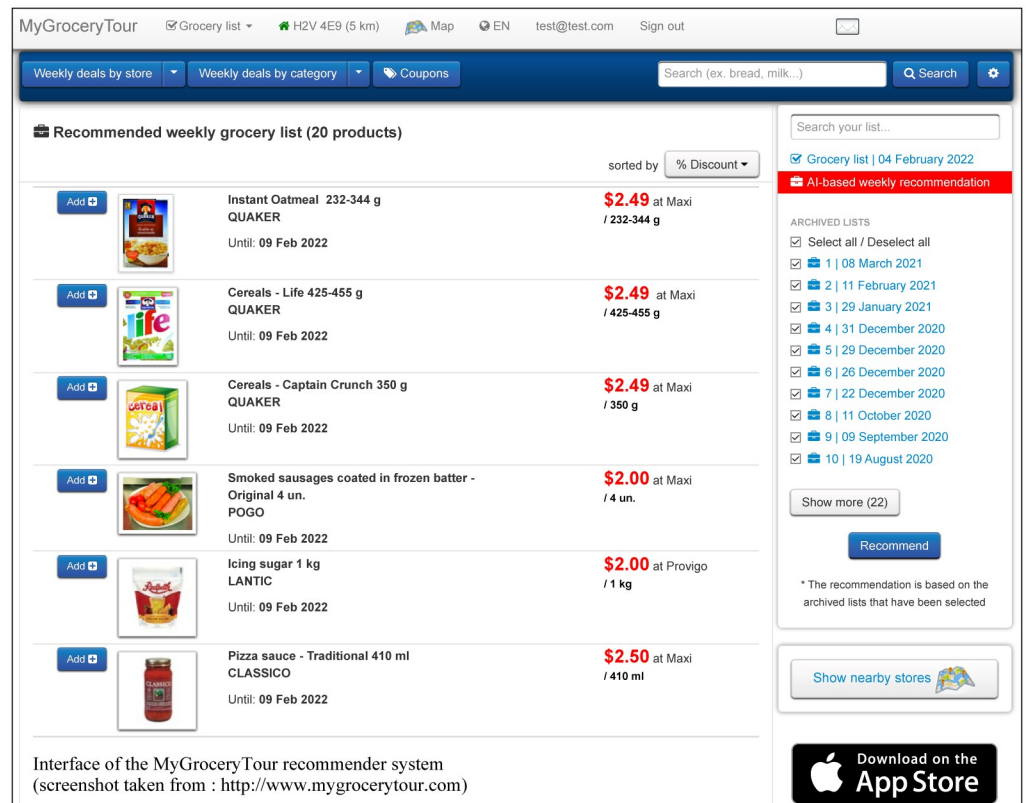 MyGroceryTour Grocery list H2V 4E9 (5 km) Map EN test@test.com Sign out
Weekly deals by store Weekly deals by category Coupons Search (ex. bread, milk...) Search
Recommended weekly grocery list (20 products)
sorted by % Discount
Add
Instant Oatmeal 232-344 g
QUAKER
Until: 09 Feb 2022
$2.49 at Maxi
/ 232-344 g
QUAKER
Add
Cereals - Life 425-455 g
QUAKER
Until: 09 Feb 2022
$2.49 at Maxi
/ 425-455 g
life
Add
Cereals - Captain Crunch 350 g
QUAKER
Until: 09 Feb 2022
$2.49 at Maxi
/ 350 g
cereal
Add
Smoked sausages coated in frozen batter -
Original 4 un.
POGO
Until: 09 Feb 2022
$2.00 at Maxi
/ 4 un.
Add
Icing sugar 1 kg
LANTIC
Until: 09 Feb 2022
$2.00 at Provigo
/ 1 kg
Redpath
Add
Pizza sauce - Traditional 410 ml
CLASSICO
Until: 09 Feb 2022
$2.50 at Maxi
/ 410 ml
CLASSICO
Interface of the MyGroceryTour recommender system
(screenshot taken from : http://www.mygrocerytour.com)
Search your list...
Grocery list | 04 February 2022
AI-based weekly recommendation
ARCHIVED LISTS
Select all / Deselect all
1 | 08 March 2021
2 | 11 February 2021
3 | 29 January 2021
4 | 31 December 2020
5 | 29 December 2020
6 | 26 December 2020
7 | 22 December 2020
8 | 11 October 2020
9 | 09 September 2020
10 | 19 August 2020
Show more (22)
Recommend
* The recommendation is based on the
archived lists that have been selected
Show nearby stores
Download on the
App Store